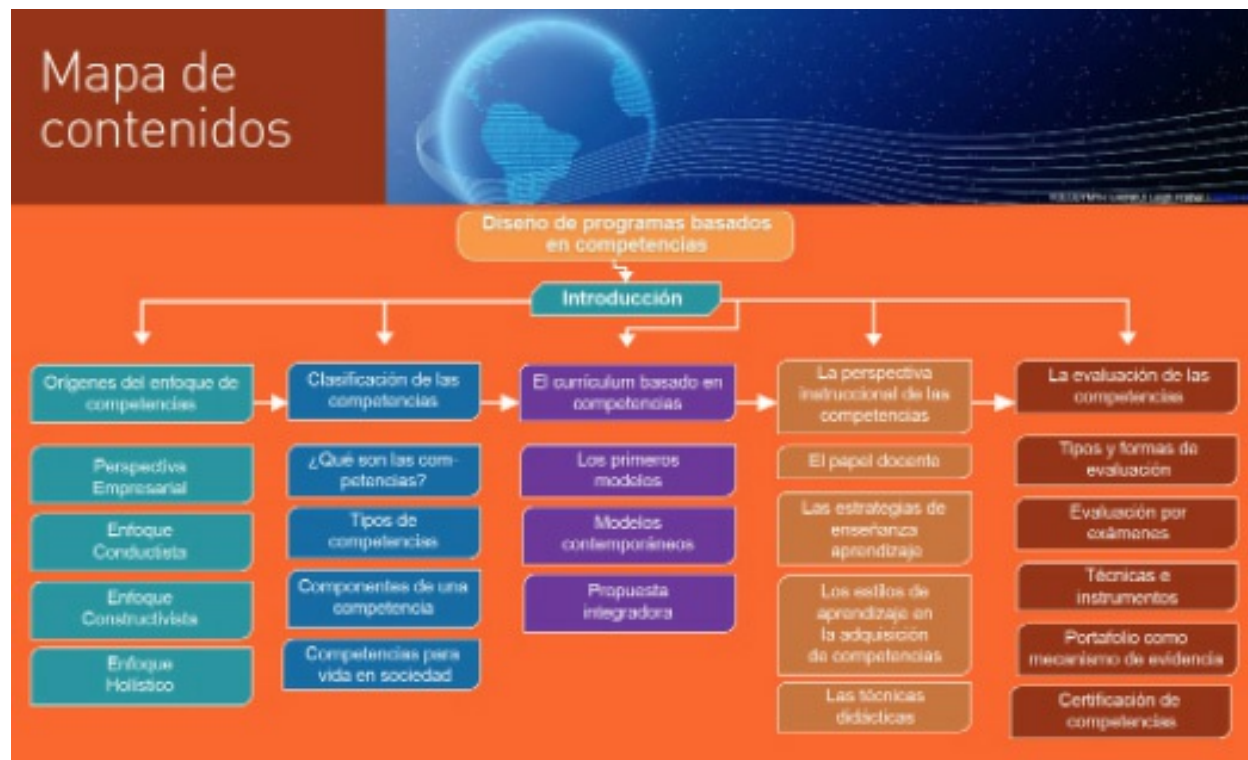 Mapa de
contenidos
Diseño de programas basados
en competencias
Introducción
Orígenes del enfoque de
competencias
Perspectiva
Empresarial
Enfoque
Conductista
Enfoque
Constructivista
Enfoque
Holístico
Clasificación de las
competencias
¿Qué son las com-
petencias?
Tipos de
competencias
Componentes de una
competencia
Competencias para
vida en sociedad
El currículum basado en
competencias
Los primeros
modelos
Modelos
contemporáneos
Propuesta
integradora
La perspectiva
instruccional de las
competencias
El papel docente
Las estrategias de
enseñanza
aprendizaje
Los estilos de
aprendizaje en
la adquisición
de competencias
Las técnicas
didácticas
La evaluación de las
competencias
Tipos y formas de
evaluación
Evaluación por
exámenes
Técnicas e
instrumentos
Portafolio como
mecanismo de evidencia
Certificación de
competencias